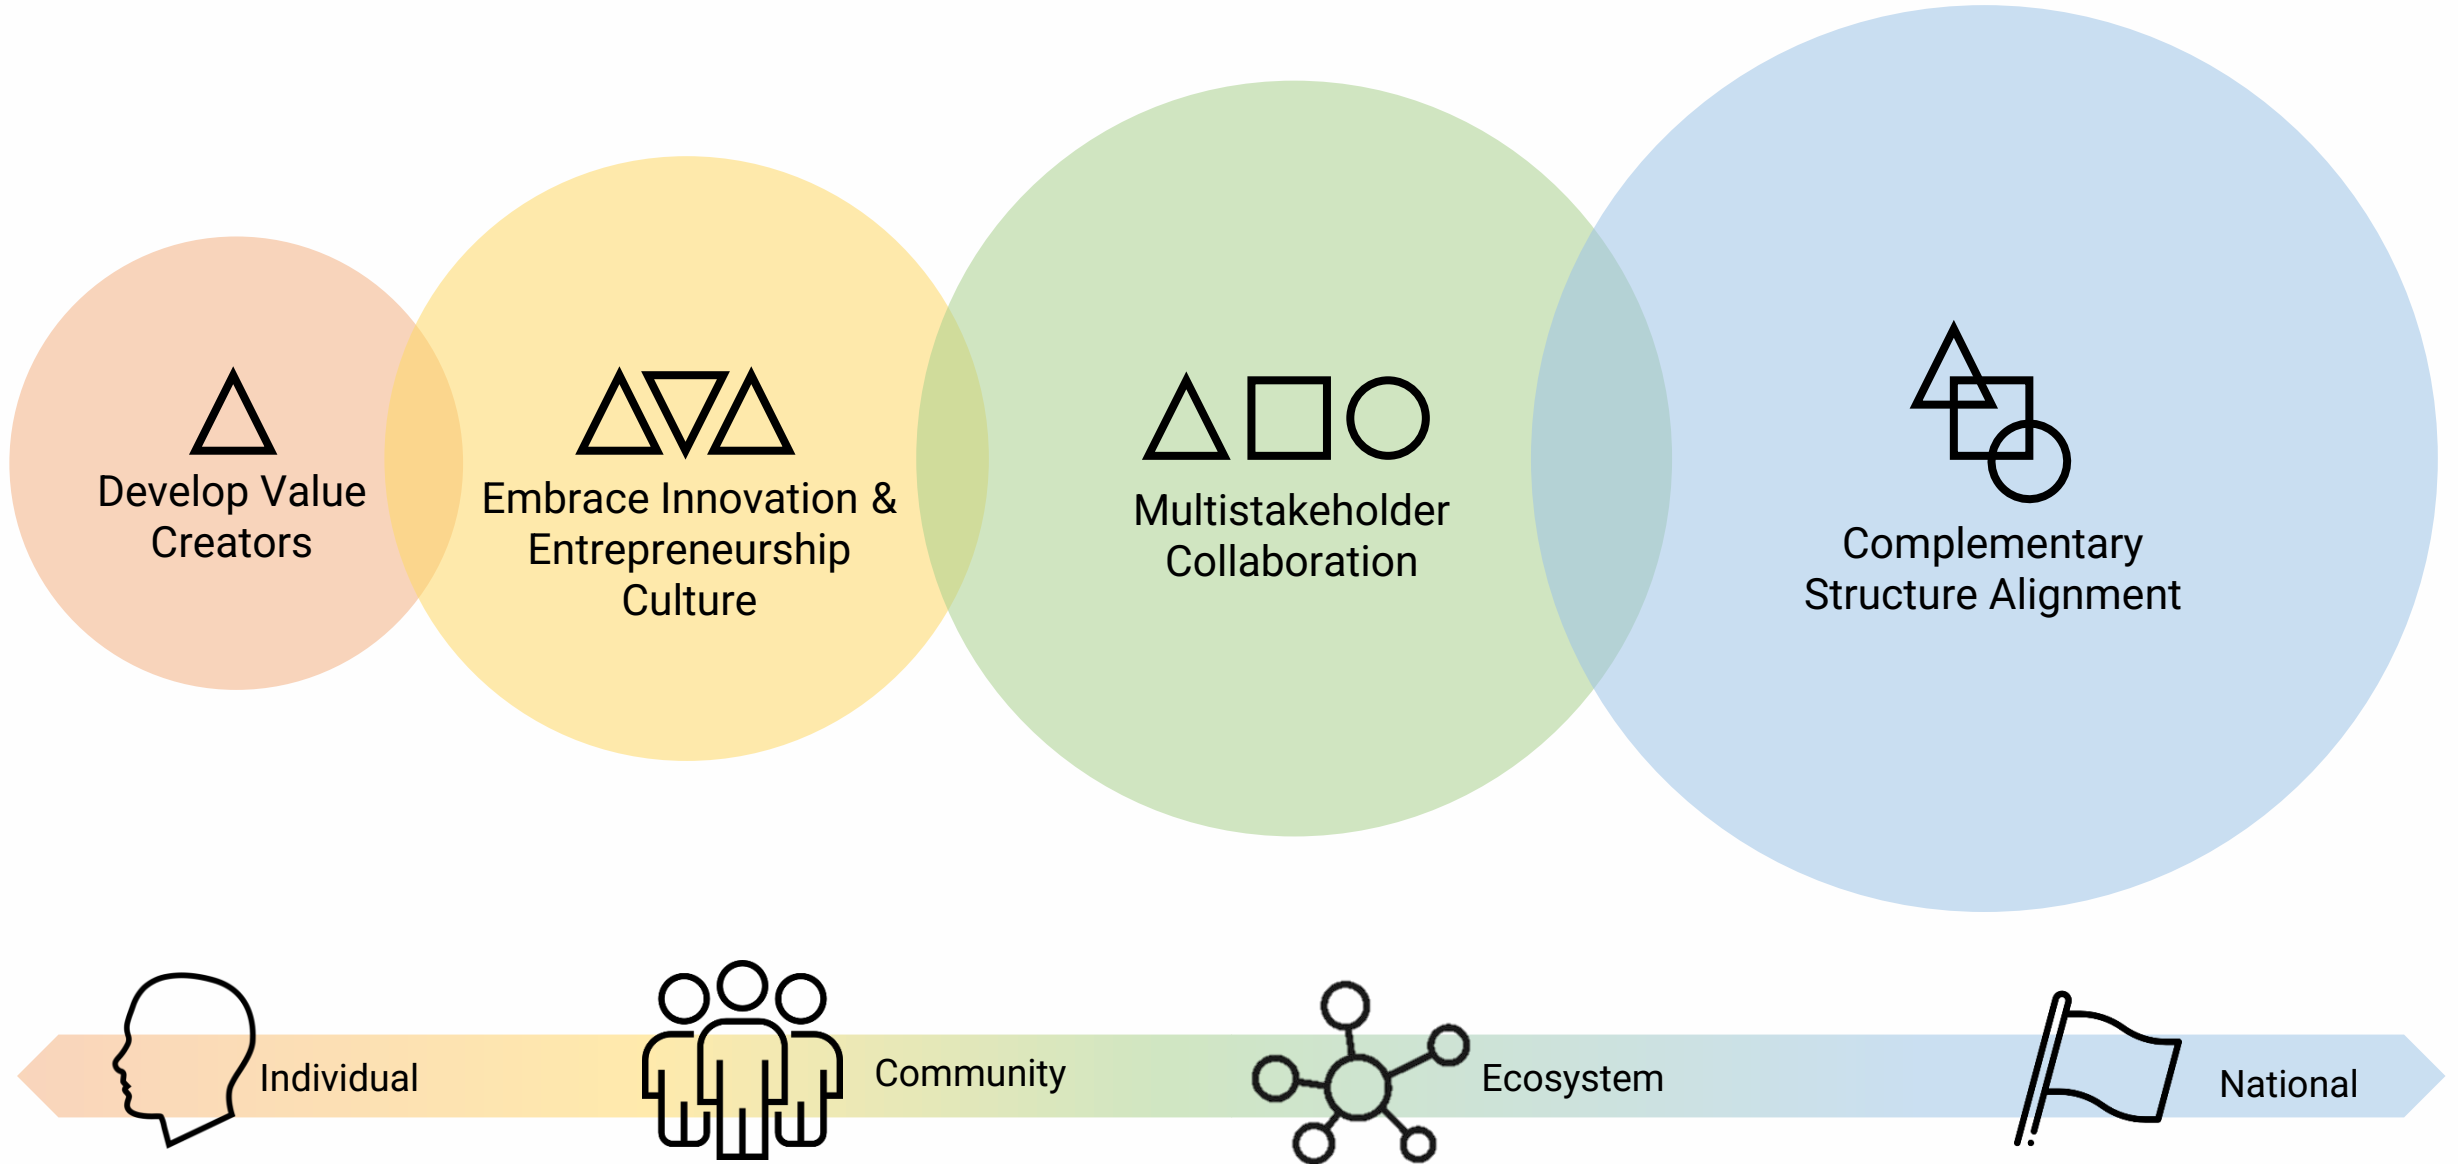 Develop Value
Creators
Embrace Innovation &
Entrepreneurship
Culture
Multistakeholder
Collaboration
Complementary
Structure Alignment
Individual
Community
Ecosystem
National